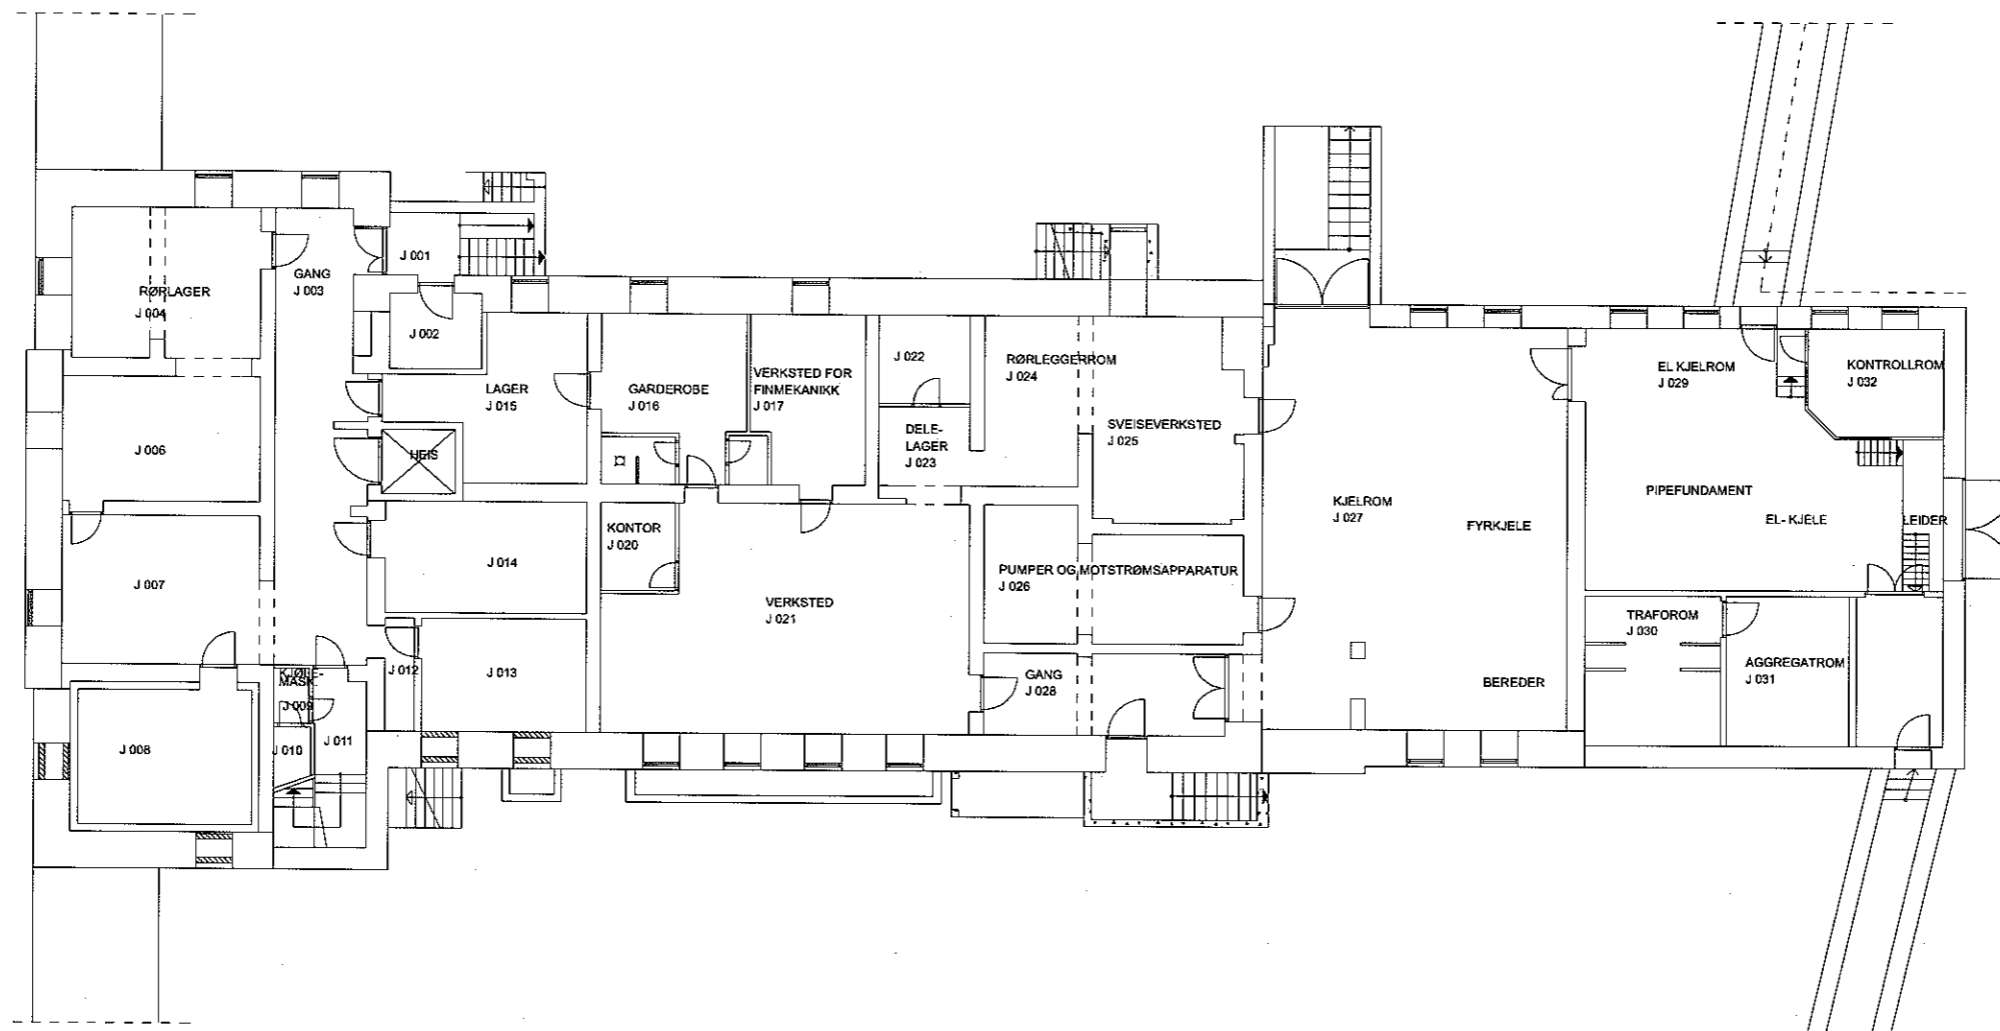 RØRLAGER
J 004
GANG
J 003
J 001
J 002
J 006
J 007
J 008
KJØLE-
MASK
J 009
J 010
J 011
J 012
J 013
J 014
HEIS
LAGER
J 015
GARDEROBE
J 016
VERKSTED FOR
FINMEKANIKK
J 017
KONTOR
J 020
VERKSTED
J 021
J 022
DELE-
LAGER
J 023
RØRLEGGERROM
J 024
SVEISEVERKSTED
J 025
PUMPER OG MOTSTRØMSAPPARATUR
J 026
GANG
J 028
KJELROM
J 027
FYRKJELE
BEREDER
EL KJELROM
J 029
KONTROLLROM
J 032
PIPEFUNDAMENT
EL- KJELE
LEIDER
TRAFOROM
J 030
AGGREGATROM
J 031